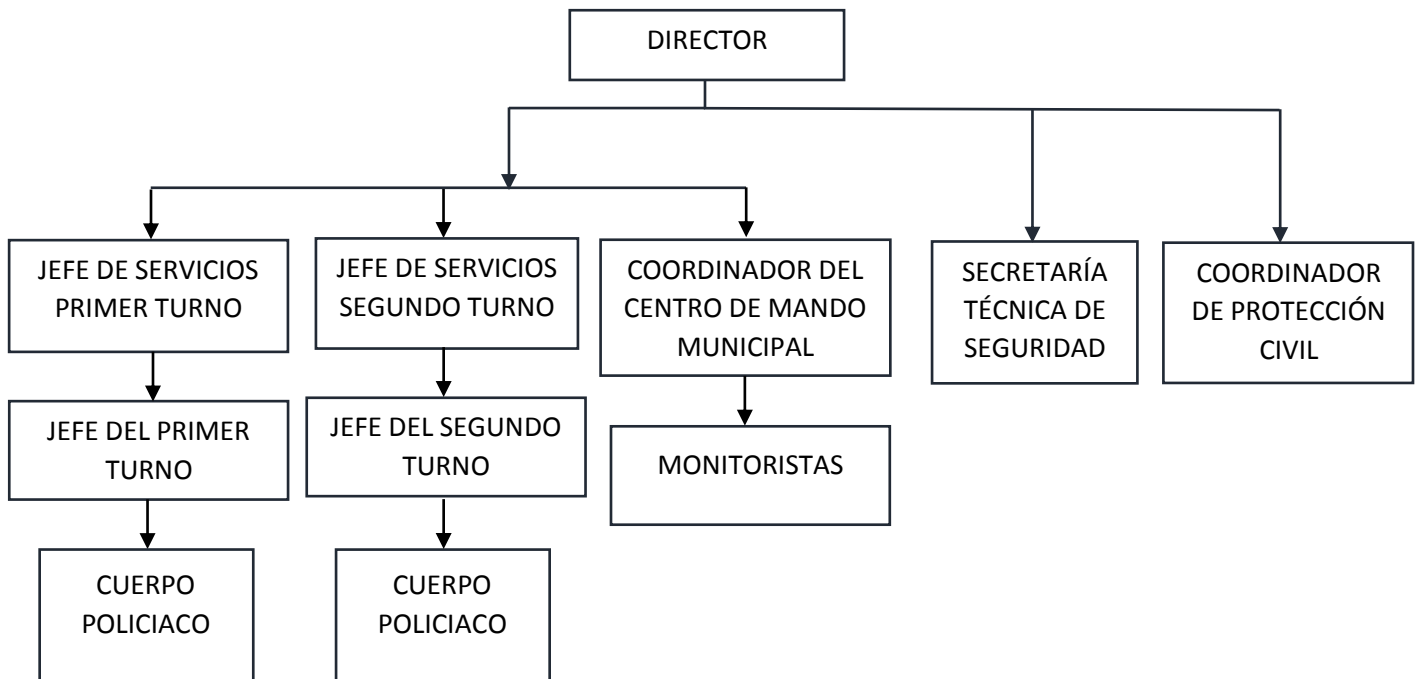 DIRECTOR
JEFE DE SERVICIOS
PRIMER TURNO
JEFE DE SERVICIOS
SEGUNDO TURNO
COORDINADOR DEL
CENTRO DE MANDO
MUNICIPAL
SECRETARÍA
TÉCNICA DE
SEGURIDAD
COORDINADOR
DE PROTECCIÓN
CIVIL
JEFE DEL PRIMER
TURNO
JEFE DEL SEGUNDO
TURNO
MONITORISTAS
CUERPO
POLICIACO
CUERPO
POLICIACO